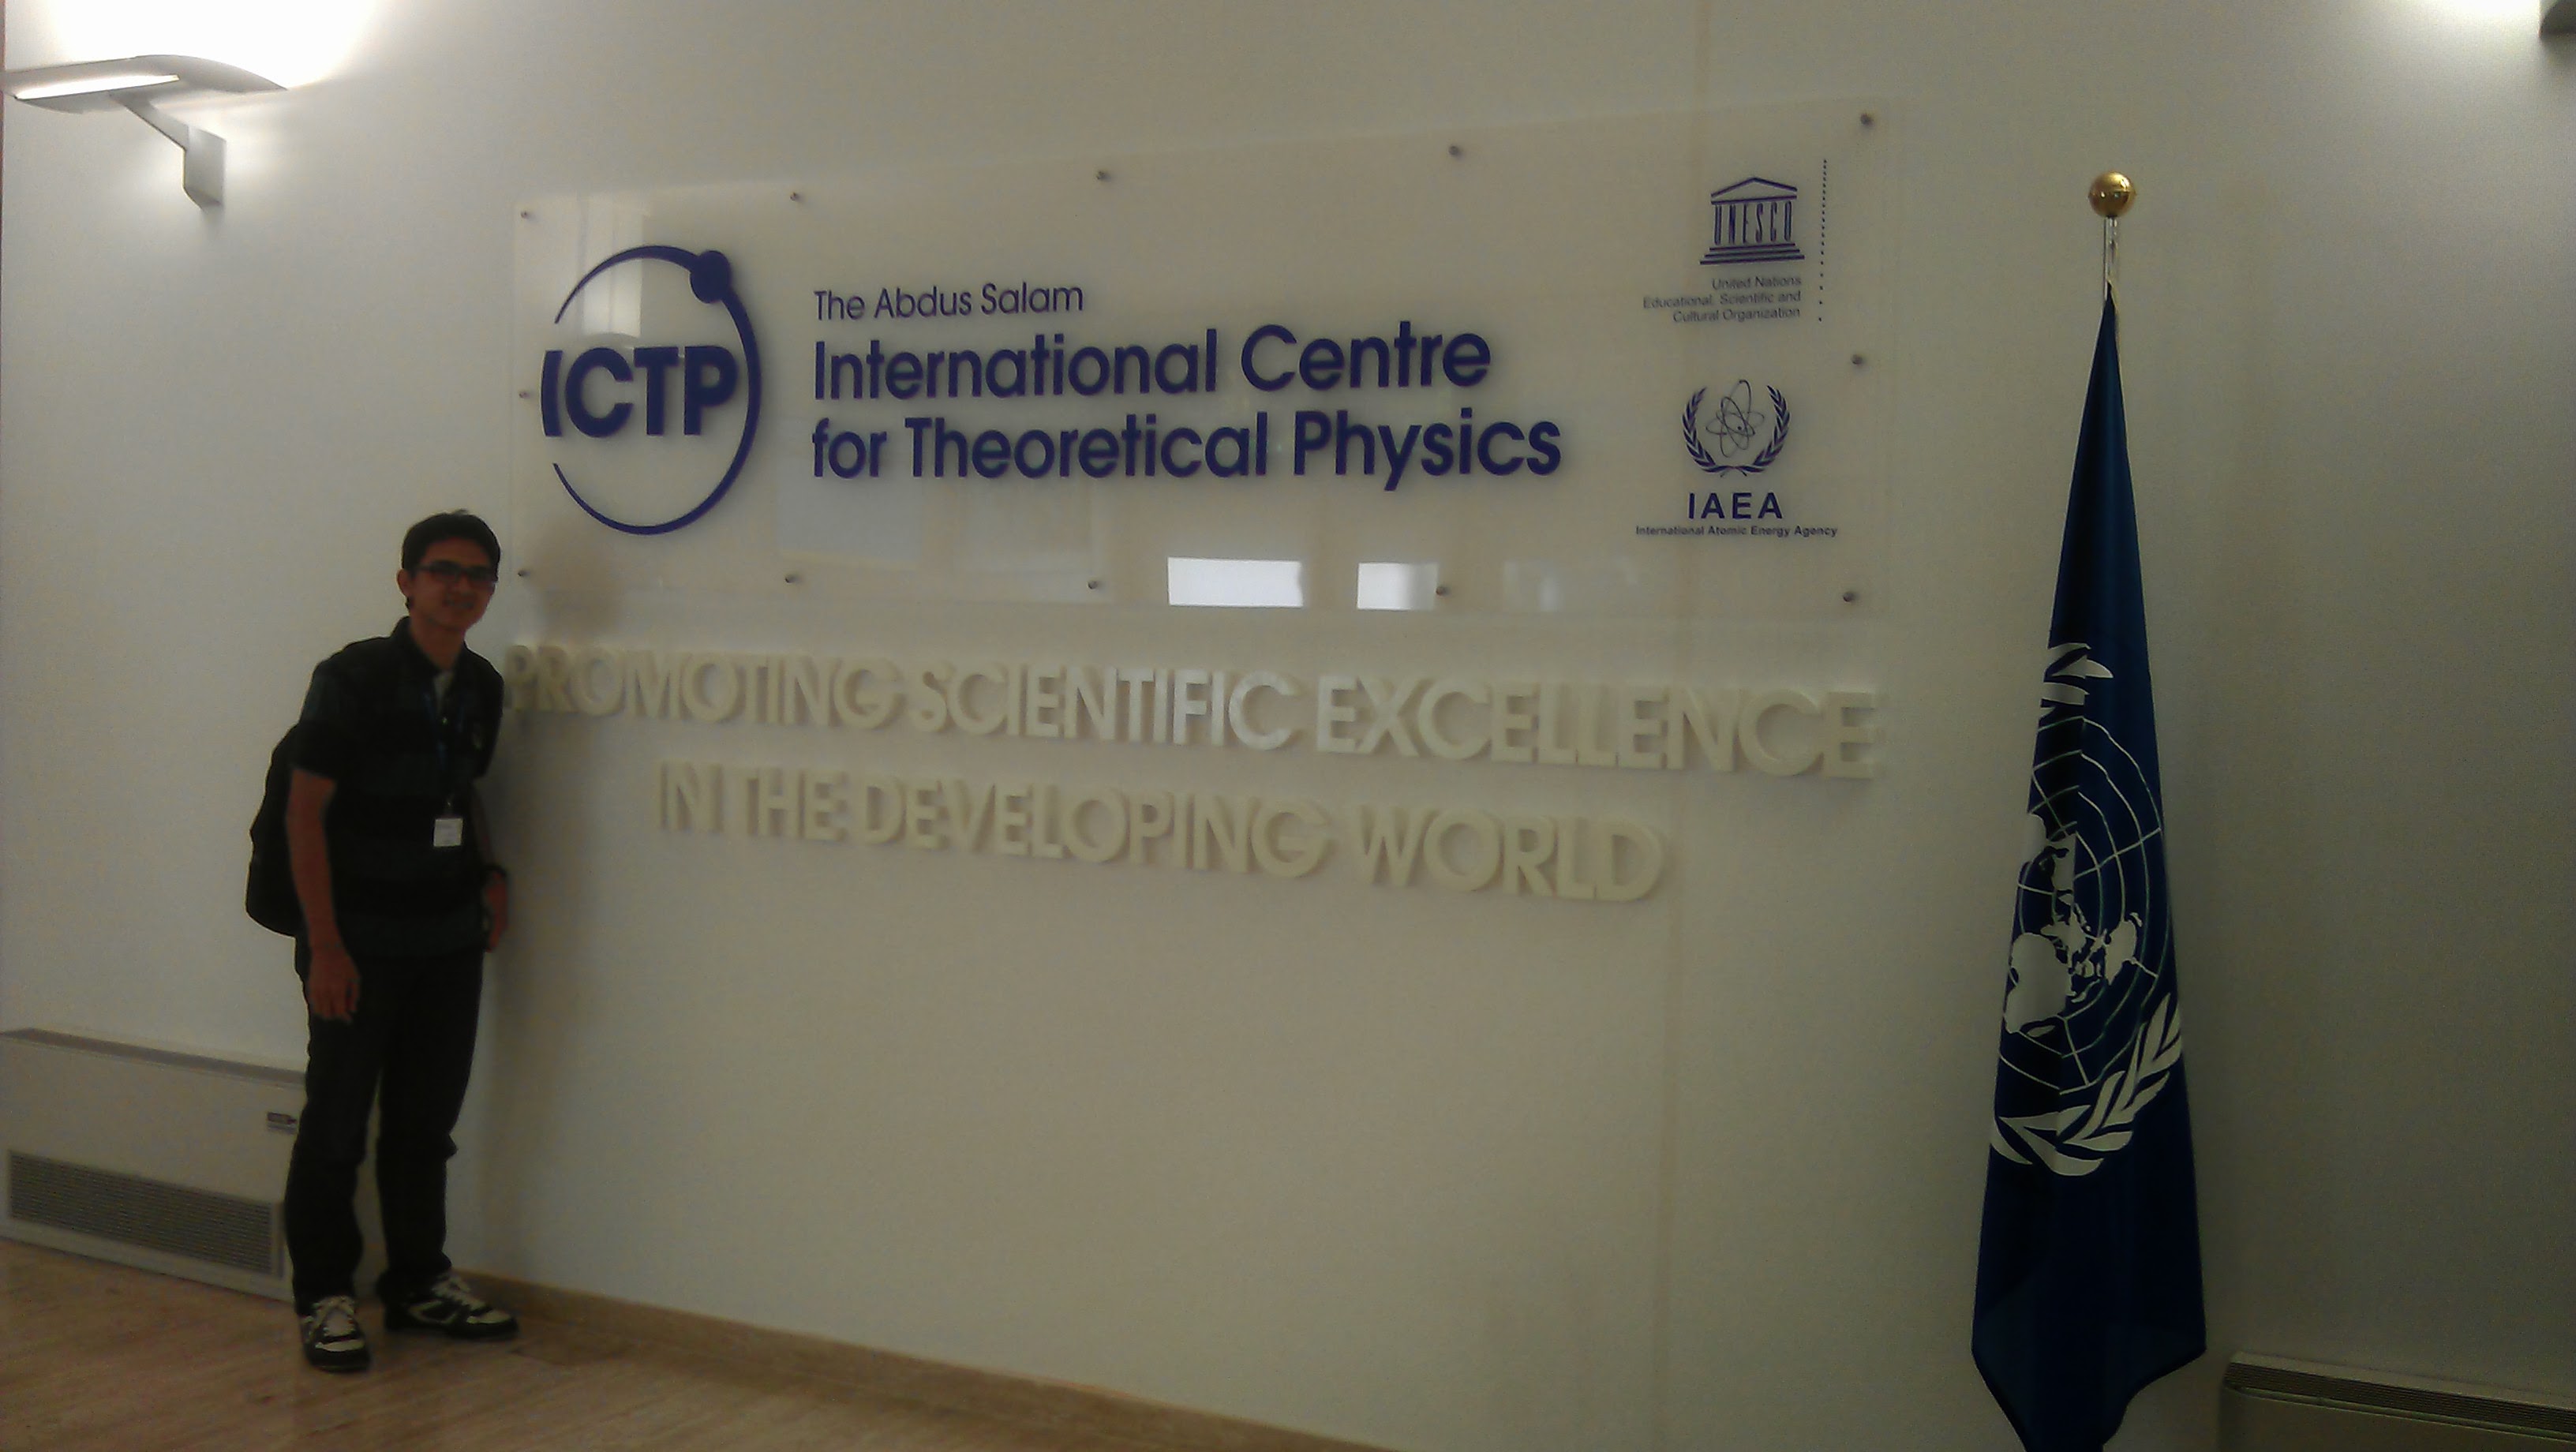 ICTP
The Abdus Salam
International Centre
for Theoretical Physics
UNESCO
United Nations
Educational, Scientific and
Cultural Organization
IAEA
International Atomic Energy Agency
PROMOTING SCIENTIFIC EXCELLENCE
IN THE DEVELOPING WORLD